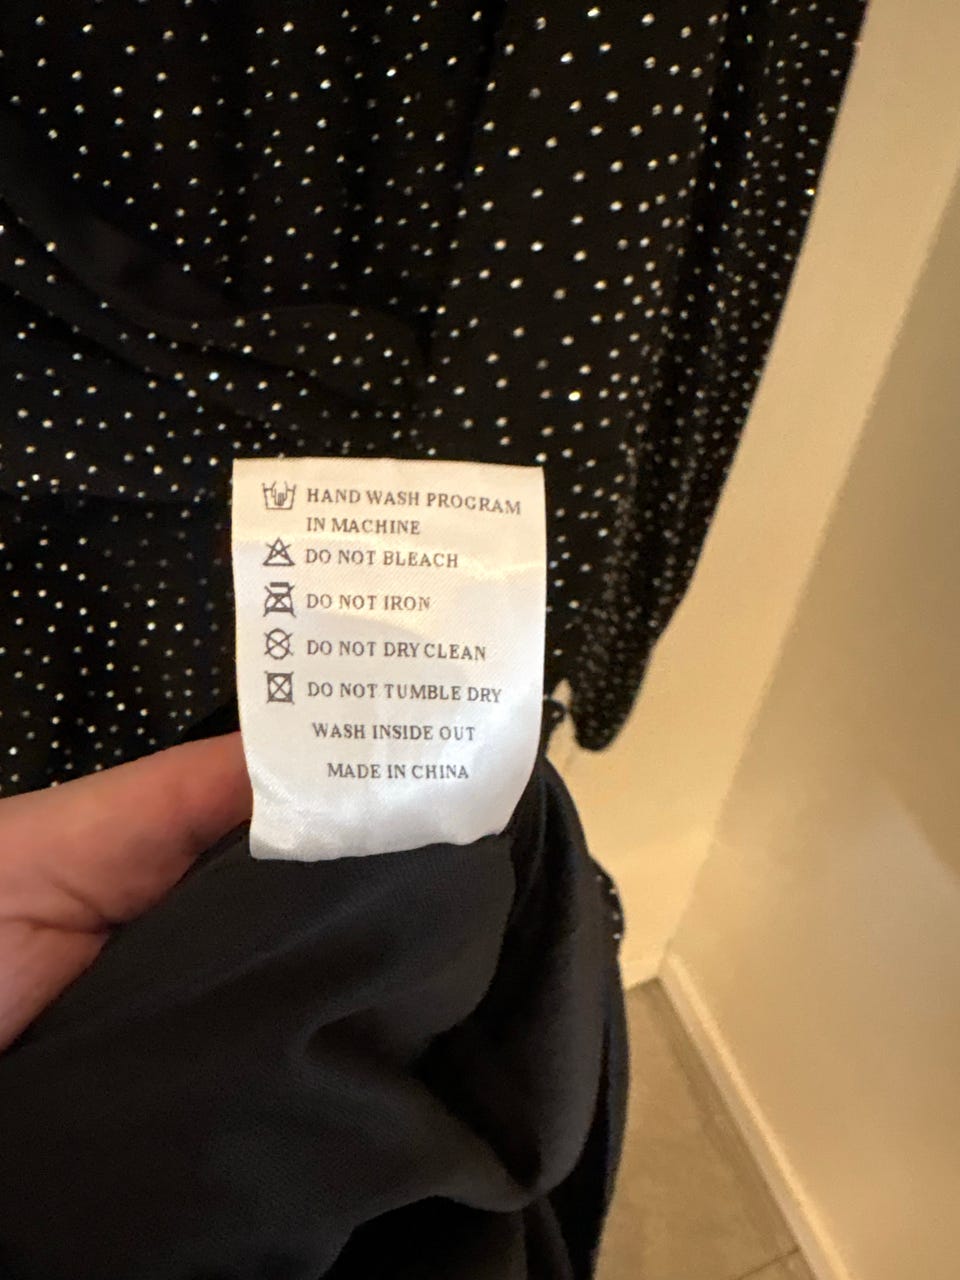 HAND WASH PROGRAM
IN MACHINE
DO NOT BLEACH
DO NOT IRON
DO NOT DRY CLEAN
DO NOT TUMBLE DRY
WASH INSIDE OUT
MADE IN CHINA